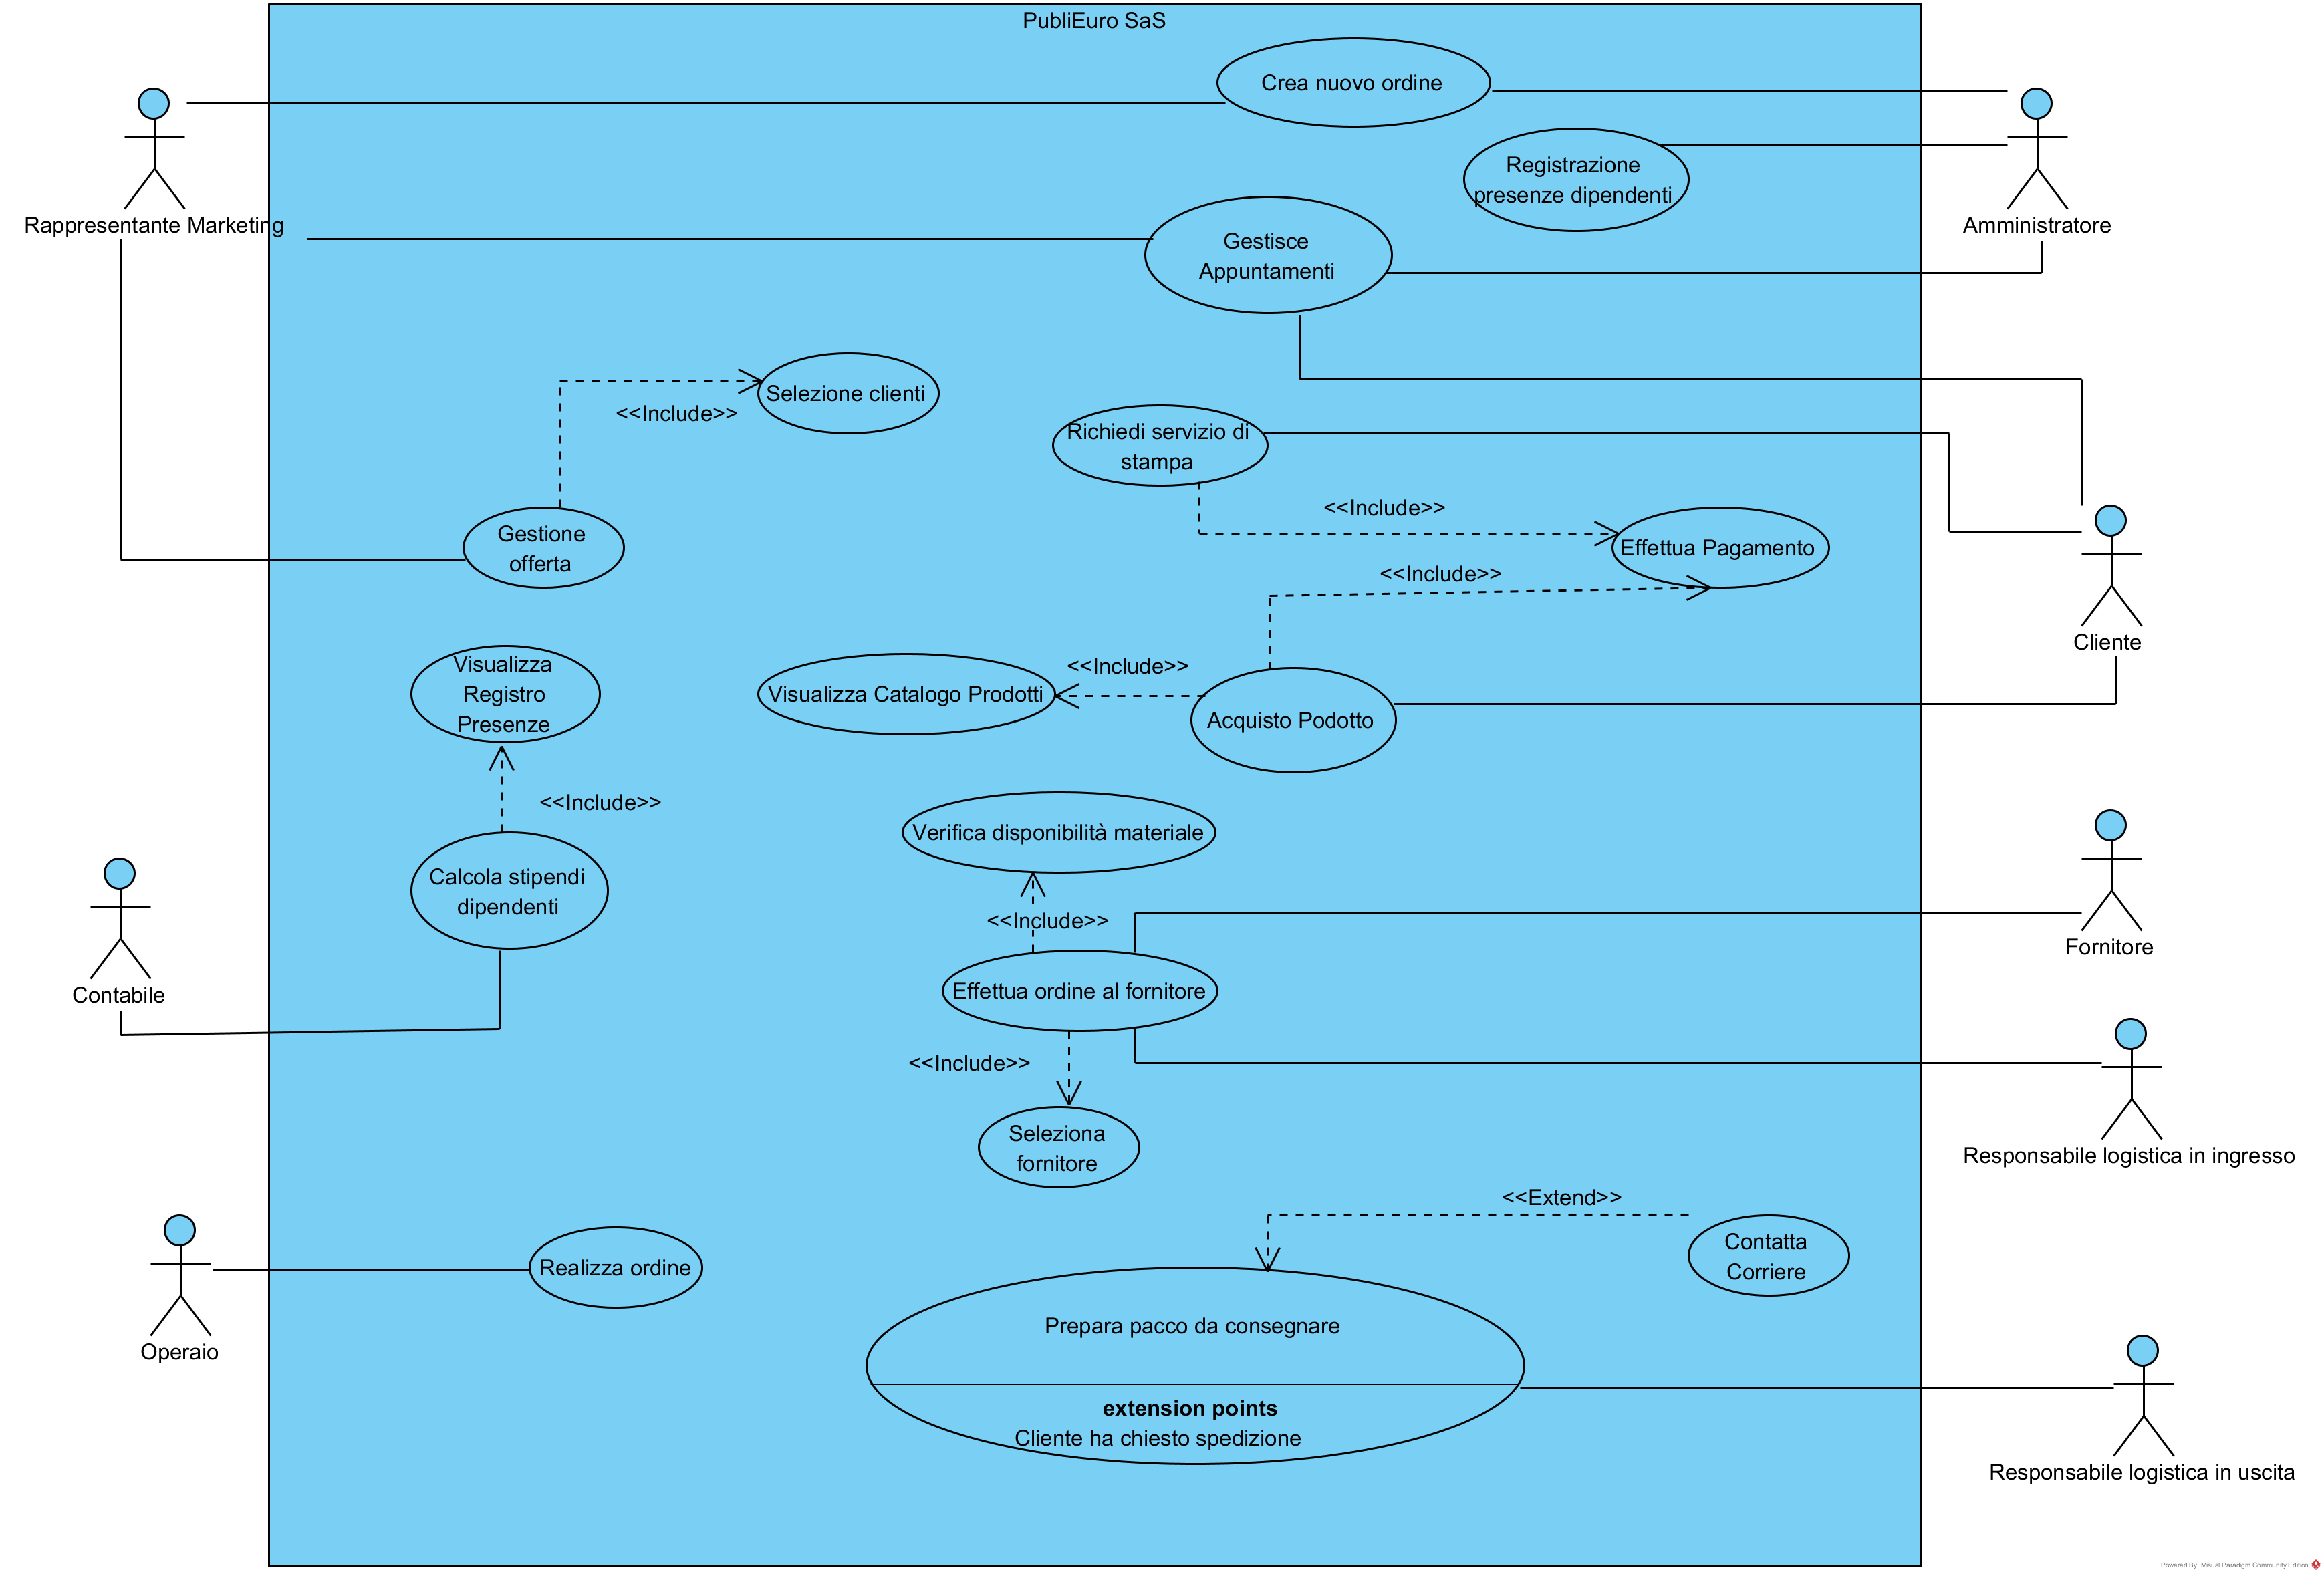 PubliEuro SaS
Crea nuovo ordine
Registrazione
presenze dipendenti
Rappresentante Marketing
Amministratore
Gestisce
Appuntamenti
Selezione clienti
<<Include>>
Richiedi servizio di
stampa
<<Include>>
Gestione
offerta
Effettua Pagamento
<<Include>>
Cliente
Visualizza
Registro
Presenze
<<Include>>
Visualizza Catalogo Prodotti
Acquisto Podotto
<<Include>>
Verifica disponibilità materiale
Calcola stipendi
dipendenti
<<Include>>
Fornitore
Contabile
Effettua ordine al fornitore
<<Include>>
Seleziona
fornitore
Responsabile logistica in ingresso
<<Extend>>
Contatta
Corriere
Realizza ordine
Operaio
Prepara pacco da consegnare
extension points
Cliente ha chiesto spedizione
Responsabile logistica in uscita
Powered By Visual Paradigm Community Edition